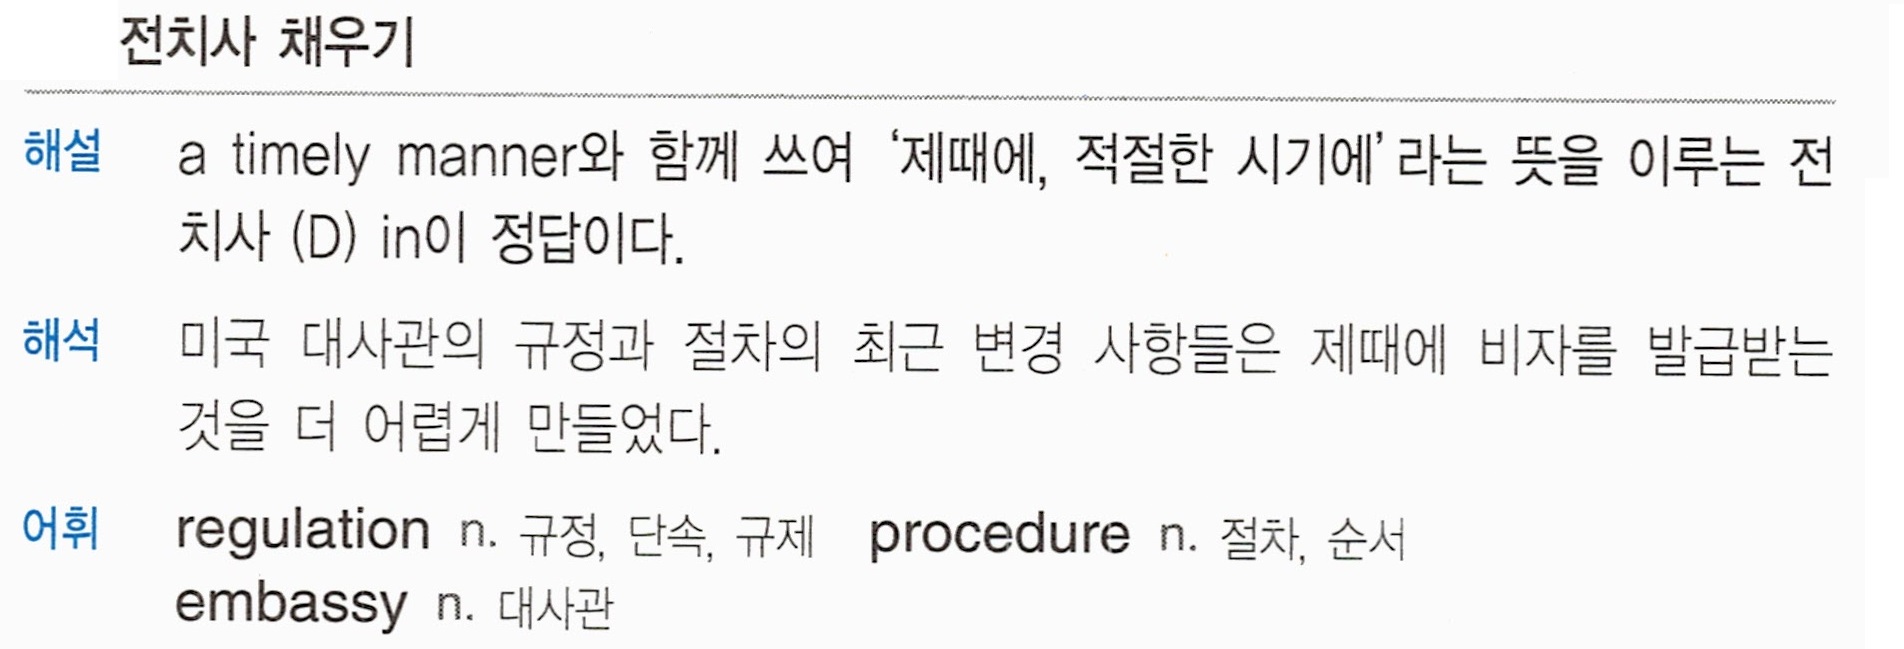 전치사 채우기
해설 a timely manner와 함께 쓰여 ‘제때에, 적절한 시기에’라는 뜻을 이루는 전
치사 (D) in이 정답이다.
해석 미국 대사관의 규정과 절차의 최근 변경 사항들은 제때에 비자를 발급받는
것을 더 어렵게 만들었다.
어휘 regulation n. 규정, 단속, 규제 procedure n. 절차, 순서
embassy n. 대사관